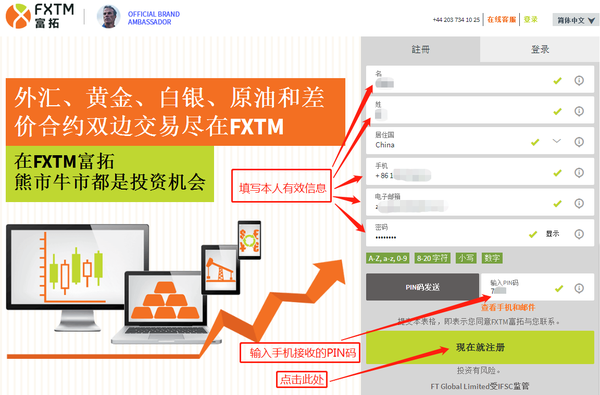 FXTM
富拓
OFFICIAL BRAND
AMBASSADOR
+44 203 734 10 25
在线客服
登录
简体中文
註冊
登录
外汇、黄金、白银、原油和差
价合约双边交易尽在FXTM
在FXTM富拓
熊市牛市都是投资机会
填写本人有效信息
名
姓
居住国
China
手机
+ 86 1
电子邮箱
密码
••••••••
显示
A-Z, a-z, 0-9
8-20 字符
小写
数字
PIN码发送
输入PIN码
7
查看手机和邮件
提交本表格，即表示您同意FXTM富拓与您联系。
输入手机接收的PIN码
现在就注册
点击此处
投资有风险。
FT Global Limited受IFSC监管